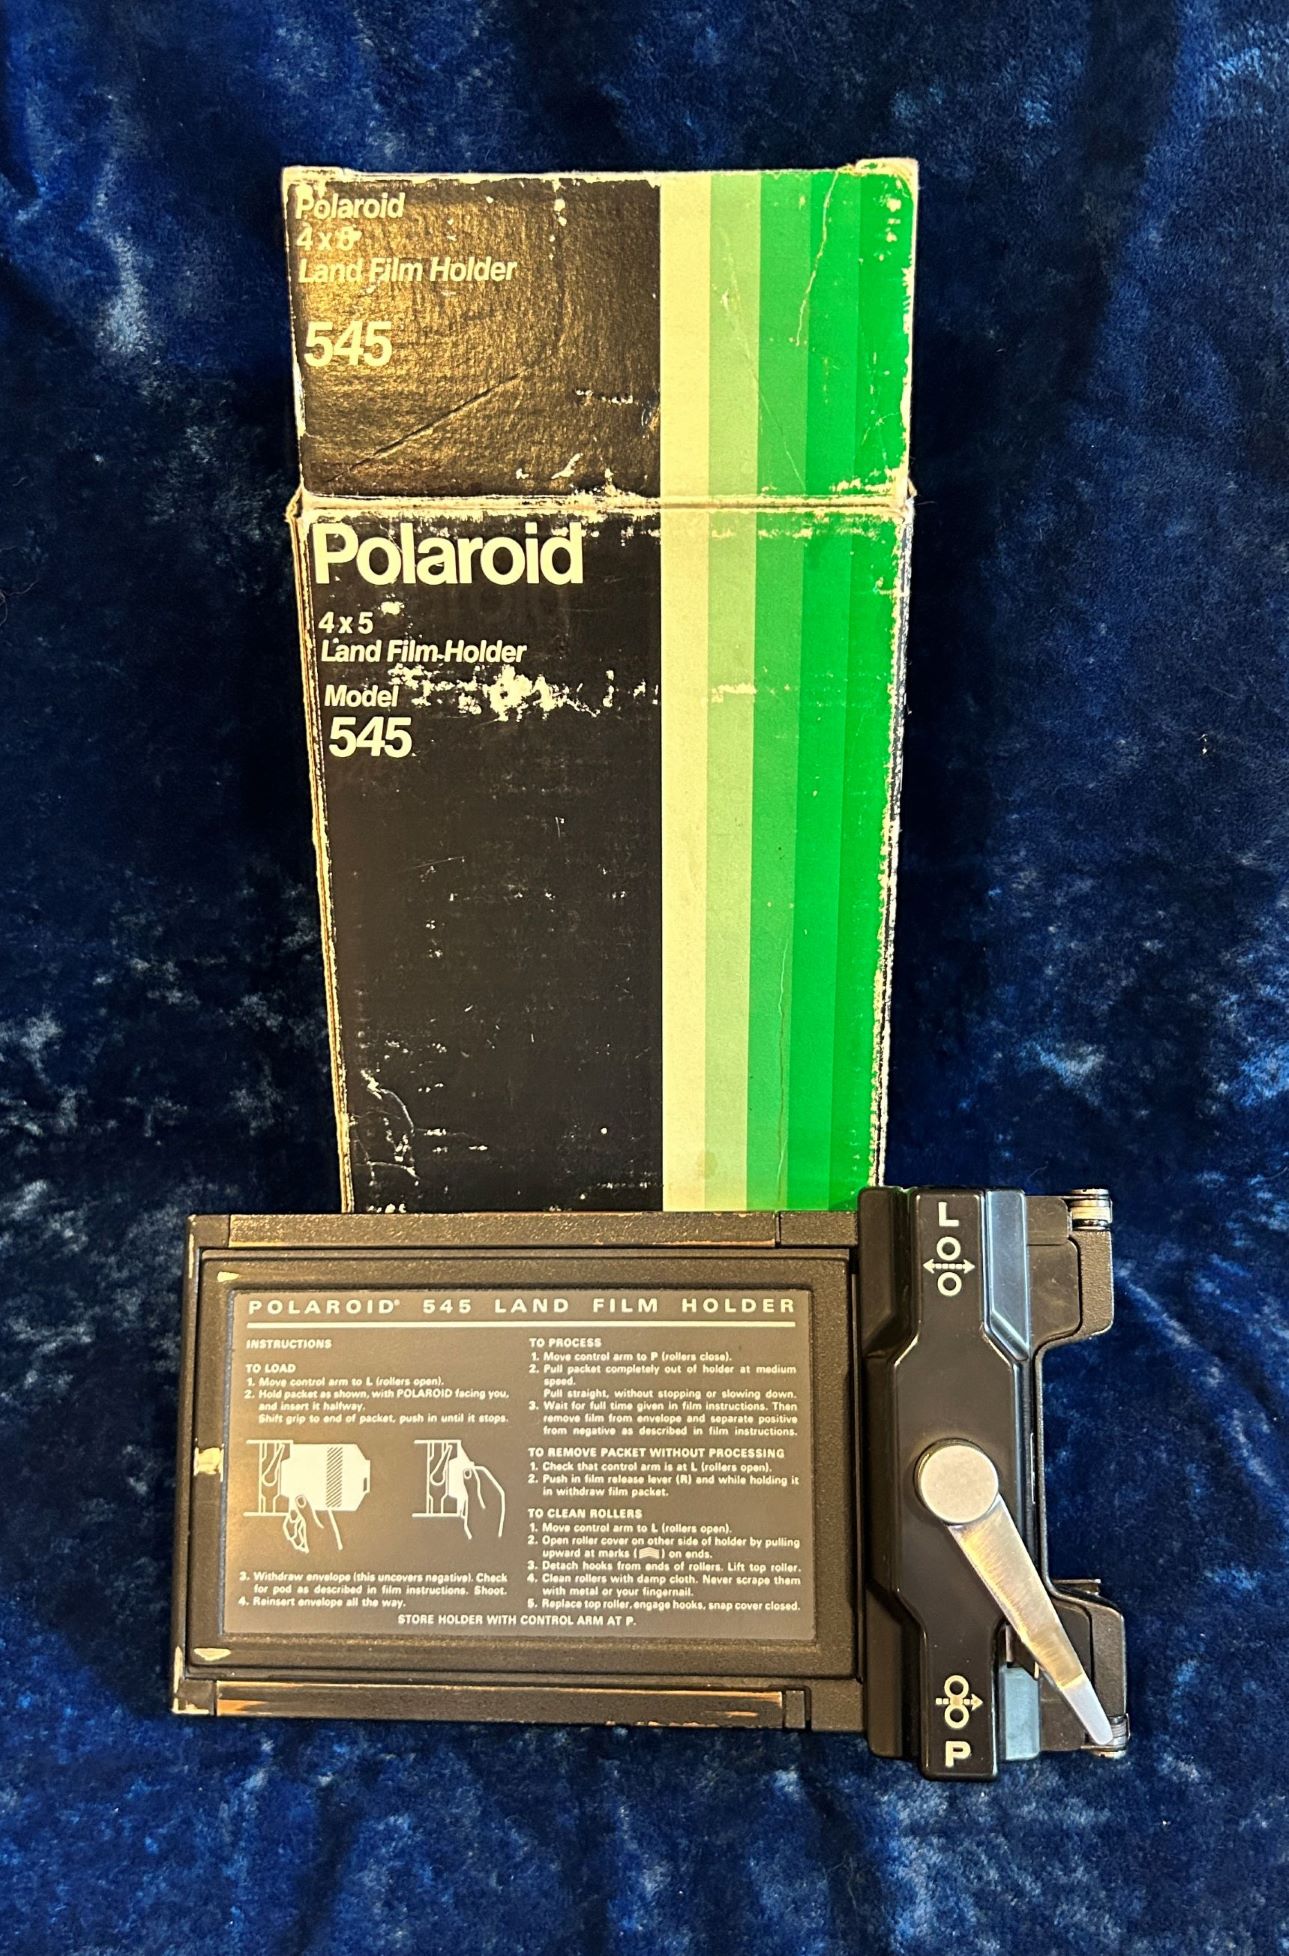 Polaroid
4 x 5
Land Film Holder
545
Polaroid
4 x 5
Land Film Holder
Model
545
POLAROID® 545 LAND FILM HOLDER
INSTRUCTIONS
TO LOAD
1. Move control arm to L (rollers open).
2. Hold packet as shown, with POLAROID facing you,
and insert it halfway.
Shift grip to end of packet, push in until it stops.
3. Withdraw envelope (this uncovers negative). Check
for pod as described in film instructions. Shoot.
4. Reinsert envelope all the way.
TO PROCESS
1. Move control arm to P (rollers close).
2. Pull packet completely out of holder at medium
speed.
Pull straight, without stopping or slowing down.
3. Wait for full time given in film instructions. Then
remove film from envelope and separate positive
from negative as described in film instructions.
TO REMOVE PACKET WITHOUT PROCESSING
1. Check that control arm is at L (rollers open).
2. Push in film release lever (R) and while holding it
in withdraw film packet.
TO CLEAN ROLLERS
1. Move control arm to L (rollers open).
2. Open roller cover on other side of holder by pulling
upward at marks ( ) on ends.
3. Detach hooks from ends of rollers. Lift top roller.
4. Clean rollers with damp cloth. Never scrape them
with metal or your fingernail.
5. Replace top roller, engage hooks, snap cover closed.
STORE HOLDER WITH CONTROL ARM AT P.
L
P